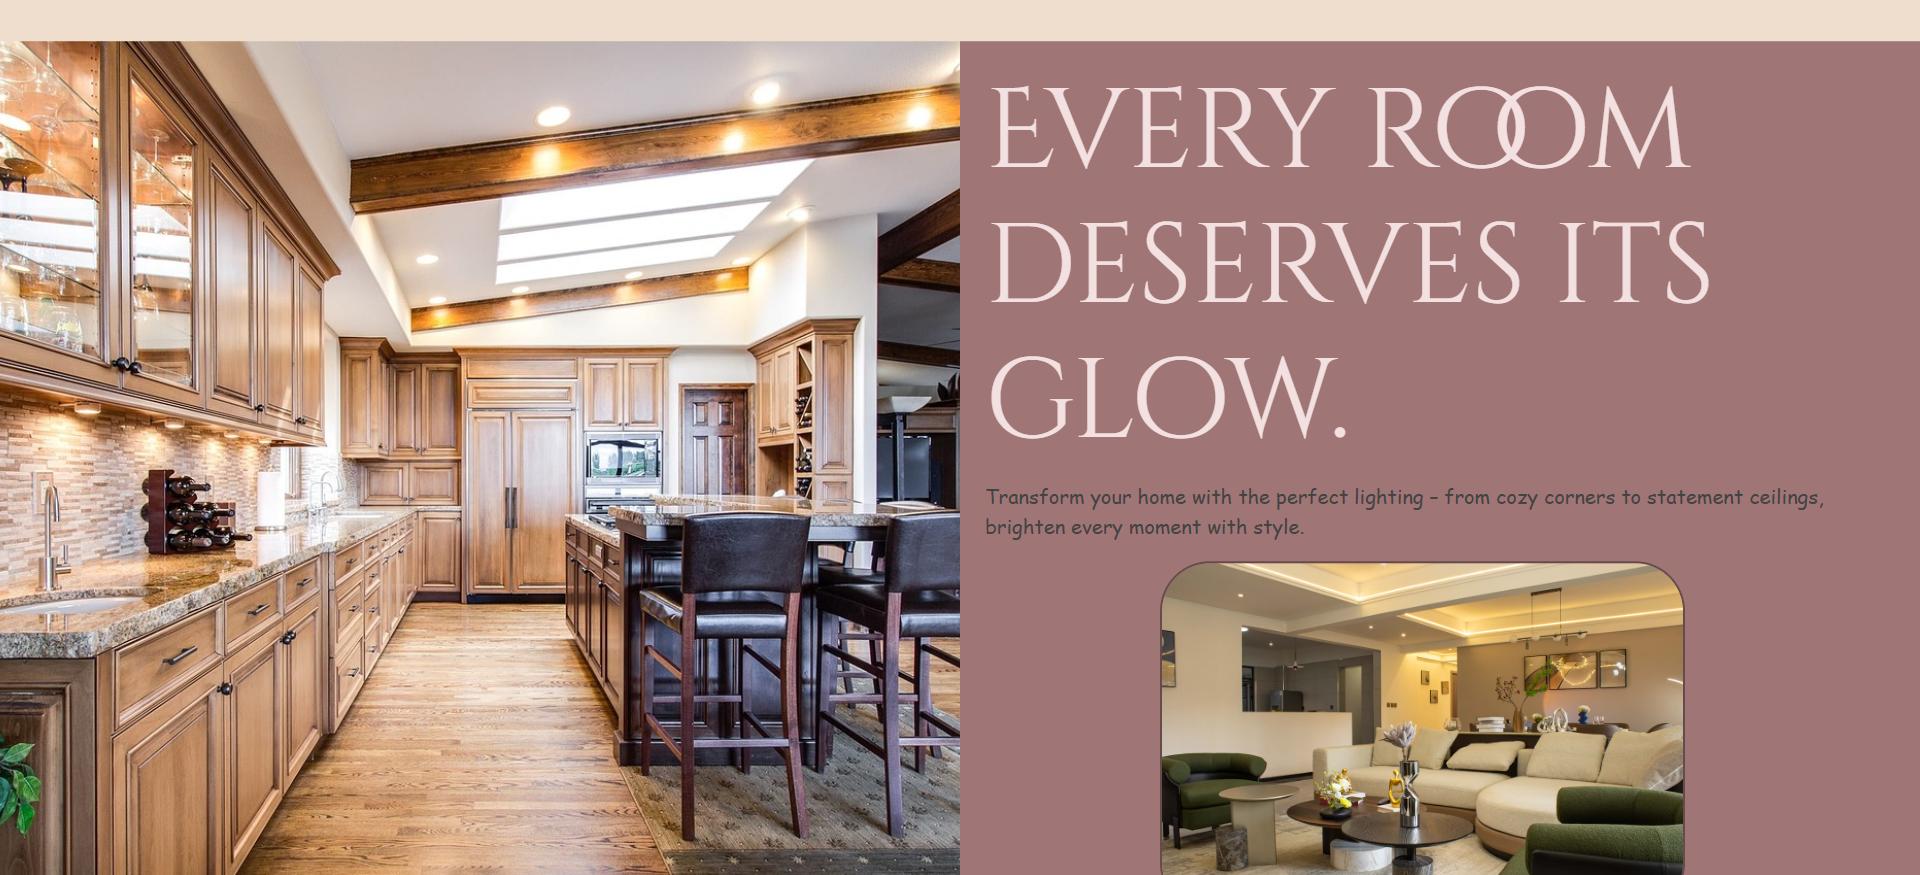 EVERY ROOM
DESERVES ITS
GLOW.
Transform your home with the perfect lighting – from cozy corners to statement ceilings,
brighten every moment with style.